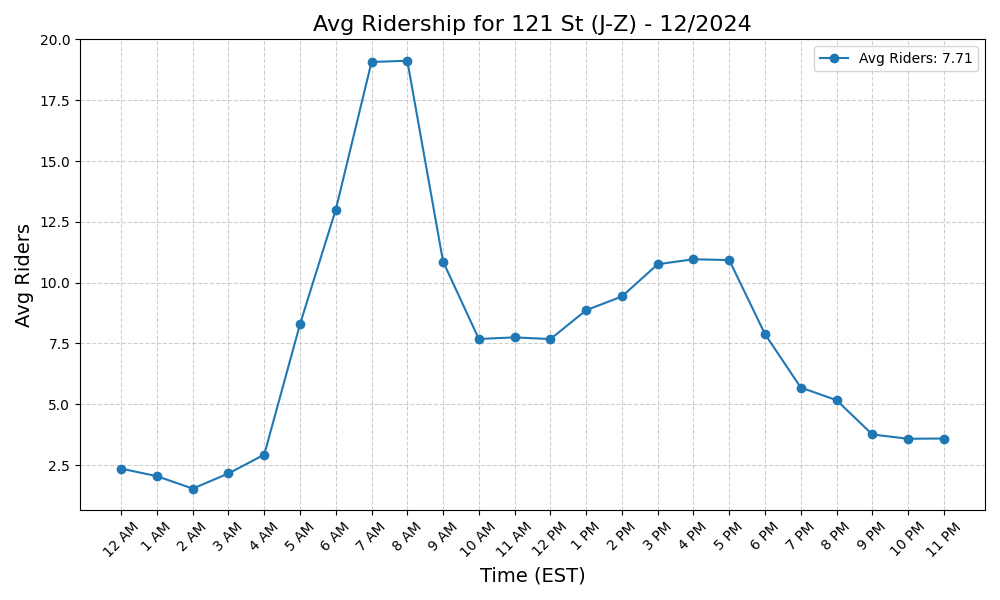 Avg Ridership for 121 St (J-Z) - 12/2024
Avg Riders: 7.71
Avg Riders
20.0
17.5
15.0
12.5
10.0
7.5
5.0
2.5
12 AM
1 AM
2 AM
3 AM
4 AM
5 AM
6 AM
7 AM
8 AM
9 AM
10 AM
11 AM
12 PM
1 PM
2 PM
3 PM
4 PM
5 PM
6 PM
7 PM
8 PM
9 PM
10 PM
11 PM
Time (EST)